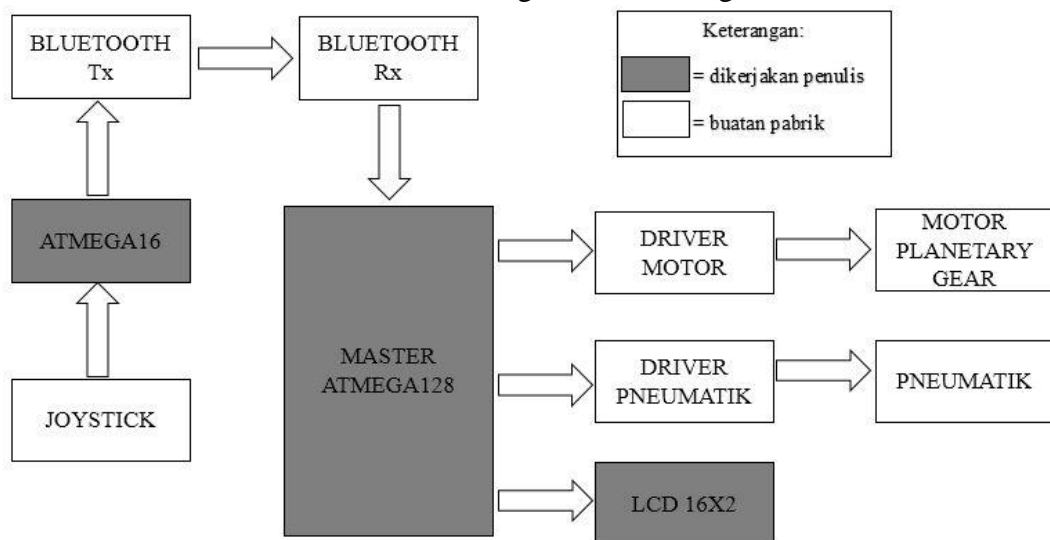 BLUETOOTH
Tx
BLUETOOTH
Rx
Keterangan:
= dikerjakan penulis
= buatan pabrik
ATMEGA16
JOYSTICK
MASTER
ATMEGA128
DRIVER
MOTOR
MOTOR
PLANETARY
GEAR
DRIVER
PNEUMATIK
PNEUMATIK
LCD 16X2